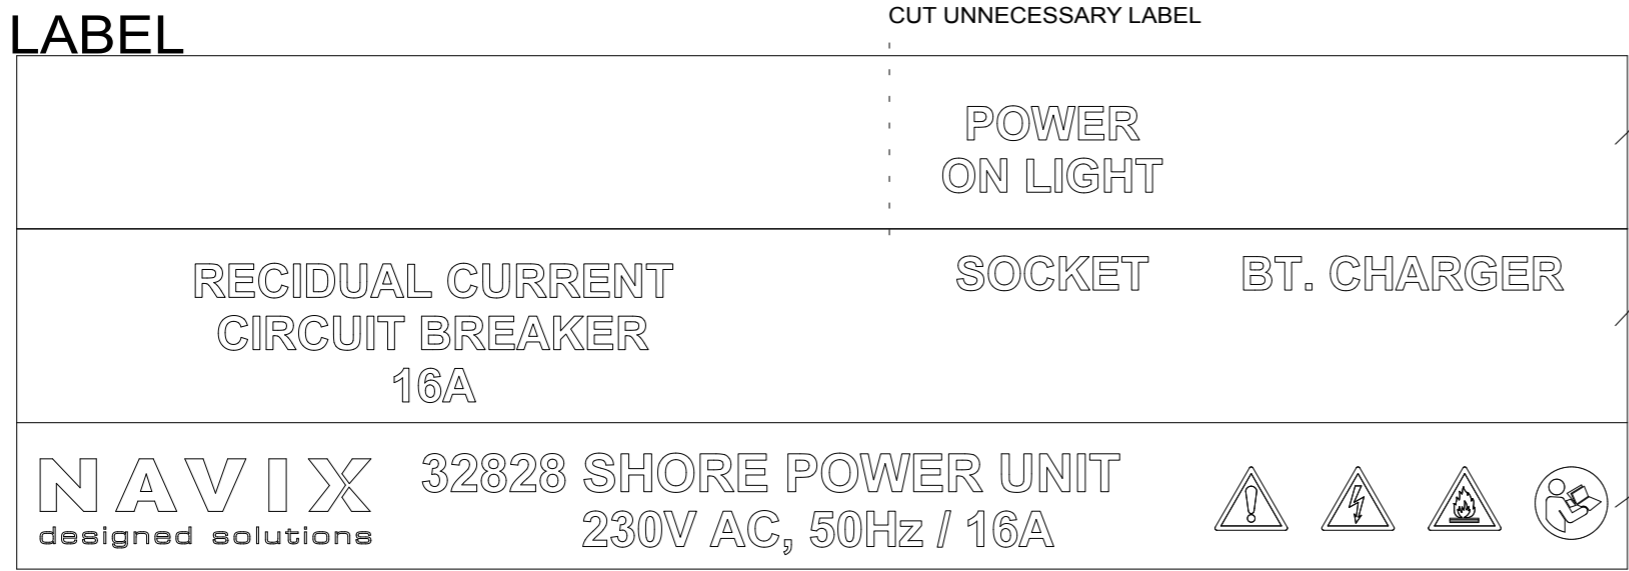 CUT UNNECESSARY LABEL
LABEL
POWER
ON LIGHT
RECIDUAL CURRENT
CIRCUIT BREAKER
16A
SOCKET
BT. CHARGER
NAVIX
designed solutions
32828 SHORE POWER UNIT
230V AC, 50Hz / 16A